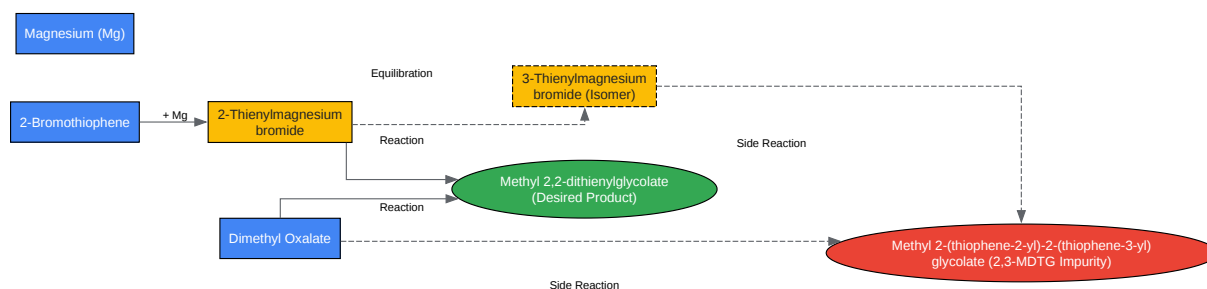 Magnesium (Mg)
Equilibration
3-Thienylmagnesium
bromide (Isomer)
2-Bromothiophene
+ Mg
2-Thienylmagnesium
bromide
Reaction
Side Reaction
Methyl 2,2-dithienylglycolate
(Desired Product)
Reaction
Dimethyl Oxalate
Methyl 2-(thiophene-2-yl)-2-(thiophene-3-yl)
glycolate (2,3-MDTG Impurity)
Side Reaction